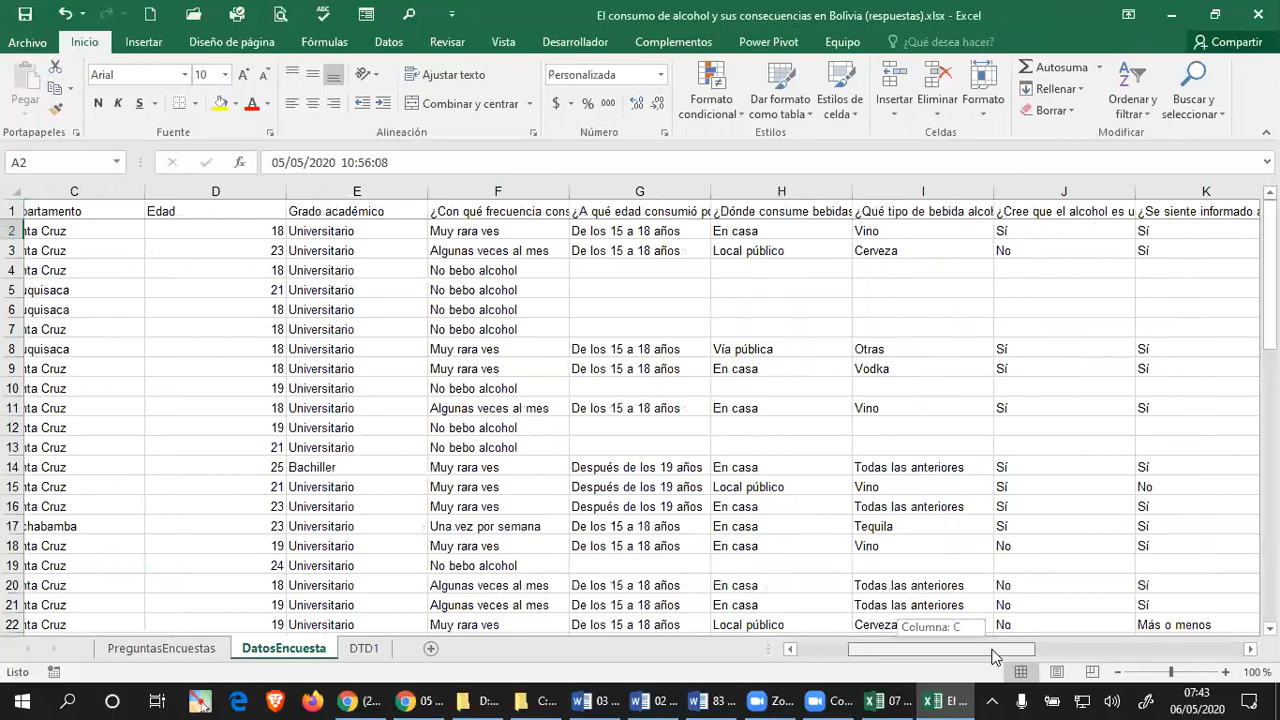 El consumo de alcohol y sus consecuencias en Bolivia (respuestas).xlsx - Excel
Archivo Inicio Insertar Diseño de página Fórmulas Datos Revisar Vista Desarrollador Complementos Power Pivot Equipo ¿Qué desea hacer? Compartir
Pegar
Arial 10
Ajustar texto
Combinar y centrar
Personalizada
$ % 000
Formato condicional
Dar formato como tabla
Estilos de celda
Insertar Eliminar Formato
Autosuma
Rellenar
Borrar
Ordenar y filtrar
Buscar y seleccionar
N K S
Portapapeles Fuente Alineación Número Estilos Celdas Modificar
A2 fx 05/05/2020 10:56:08
C D E F G H I J K
1 partamento Edad Grado académico ¿Con qué frecuencia cons ¿A qué edad consumió po ¿Dónde consume bebidas ¿Qué tipo de bebida alcol ¿Cree que el alcohol es u ¿Se siente informado a
2 nta Cruz 18 Universitario Muy rara ves De los 15 a 18 años En casa Vino Sí Sí
3 nta Cruz 23 Universitario Algunas veces al mes De los 15 a 18 años Local público Cerveza No Sí
4 nta Cruz 18 Universitario No bebo alcohol
5 uquisaca 21 Universitario No bebo alcohol
6 uquisaca 18 Universitario No bebo alcohol
7 nta Cruz 18 Universitario No bebo alcohol
8 uquisaca 18 Universitario Muy rara ves De los 15 a 18 años Vía pública Otras Sí Sí
9 nta Cruz 18 Universitario Muy rara ves De los 15 a 18 años En casa Vodka Sí Sí
10 nta Cruz 19 Universitario No bebo alcohol
11 nta Cruz 18 Universitario Algunas veces al mes De los 15 a 18 años En casa Vino Sí Sí
12 nta Cruz 19 Universitario No bebo alcohol
13 nta Cruz 21 Universitario No bebo alcohol
14 nta Cruz 25 Bachiller Muy rara ves Después de los 19 años En casa Todas las anteriores Sí Sí
15 nta Cruz 21 Universitario Muy rara ves Después de los 19 años Local público Vino Sí No
16 nta Cruz 23 Universitario Muy rara ves Después de los 19 años En casa Todas las anteriores Sí Sí
17 chabamba 23 Universitario Una vez por semana De los 15 a 18 años En casa Tequila Sí Sí
18 nta Cruz 19 Universitario Muy rara ves De los 15 a 18 años En casa Vino No Sí
19 nta Cruz 24 Universitario No bebo alcohol
20 nta Cruz 18 Universitario Algunas veces al mes De los 15 a 18 años En casa Todas las anteriores No Sí
21 nta Cruz 19 Universitario Algunas veces al mes De los 15 a 18 años En casa Todas las anteriores No Sí
22 nta Cruz 19 Universitario Muy rara ves De los 15 a 18 años Local público Cerveza No Más o menos
Columna: C
PreguntasEncuestas DatosEncuesta DTD1
Listo 100 %
(2... 05 ... D:... C:... 03 ... 02 ... 83 ... Zo... Co... 07 ... El ... 07:43
06/05/2020